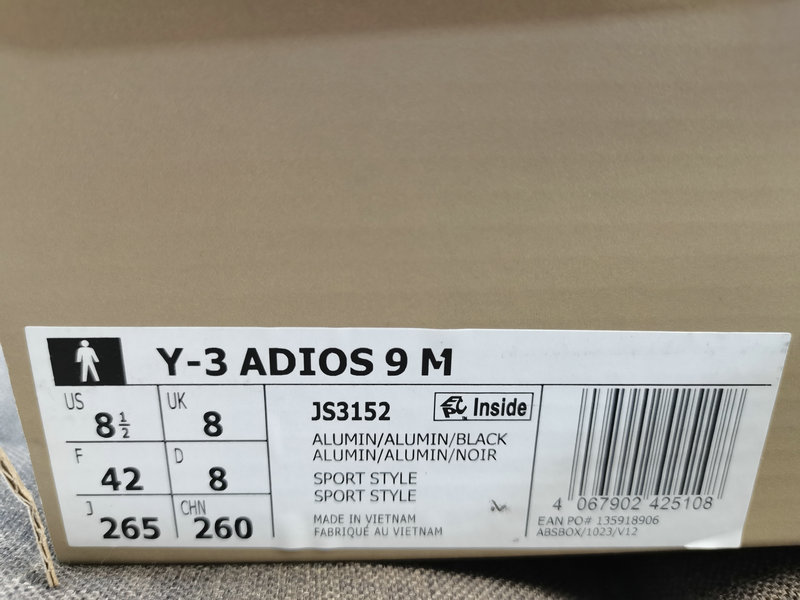 Y-3 ADIOS 9 M
US 8 1/2
UK 8
F 42
D 8
J 265
CHN 260
JS3152
Inside
ALUMIN/ALUMIN/BLACK
ALUMIN/ALUMIN/NOIR
SPORT STYLE
SPORT STYLE
MADE IN VIETNAM
FABRIQUÉ AU VIETNAM
4 067902 425108
EAN PO# 135918906
ABSBOX/1023/V12